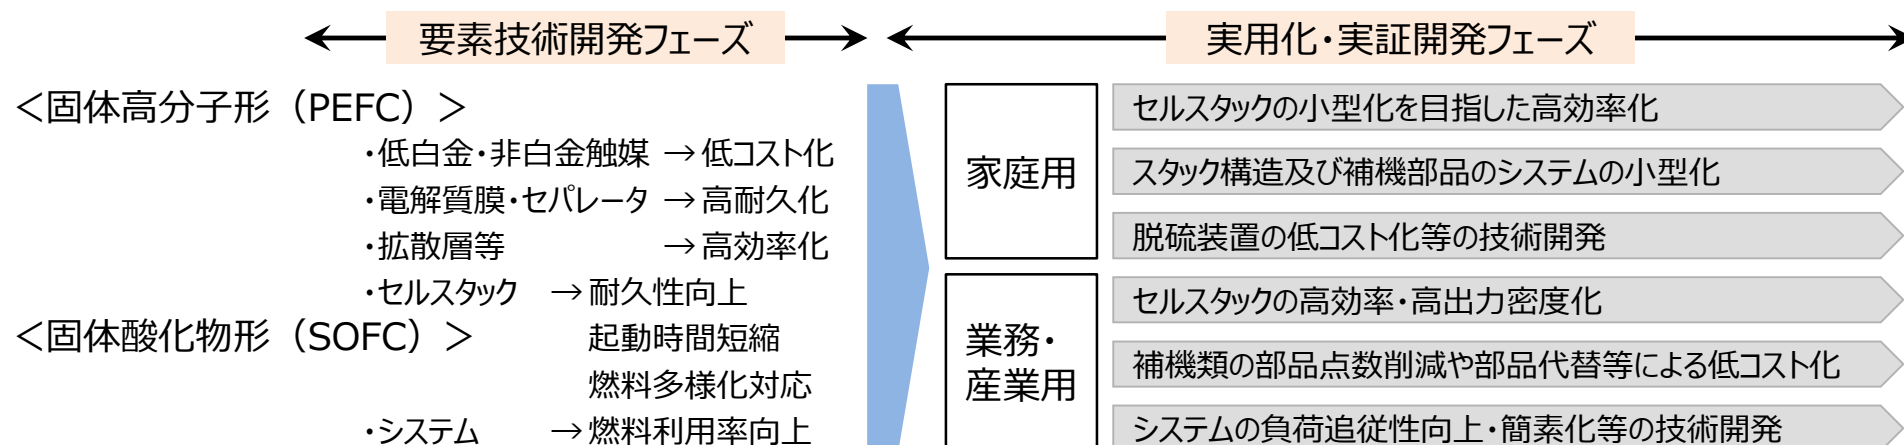 要素技術開発フェーズ
実用化・実証開発フェーズ
＜固体高分子形（PEFC）＞
・低白金・非白金触媒 → 低コスト化
・電解質膜・セパレータ → 高耐久化
・拡散層等 → 高効率化
・セルスタック → 耐久性向上
＜固体酸化物形（SOFC）＞ 起動時間短縮
燃料多様化対応
・システム → 燃料利用率向上
家庭用
セルスタックの小型化を目指した高効率化
スタック構造及び補機部品のシステムの小型化
脱硫装置の低コスト化等の技術開発
業務・
産業用
セルスタックの高効率・高出力密度化
補機類の部品点数削減や部品代替等による低コスト化
システムの負荷追従性向上・簡素化等の技術開発